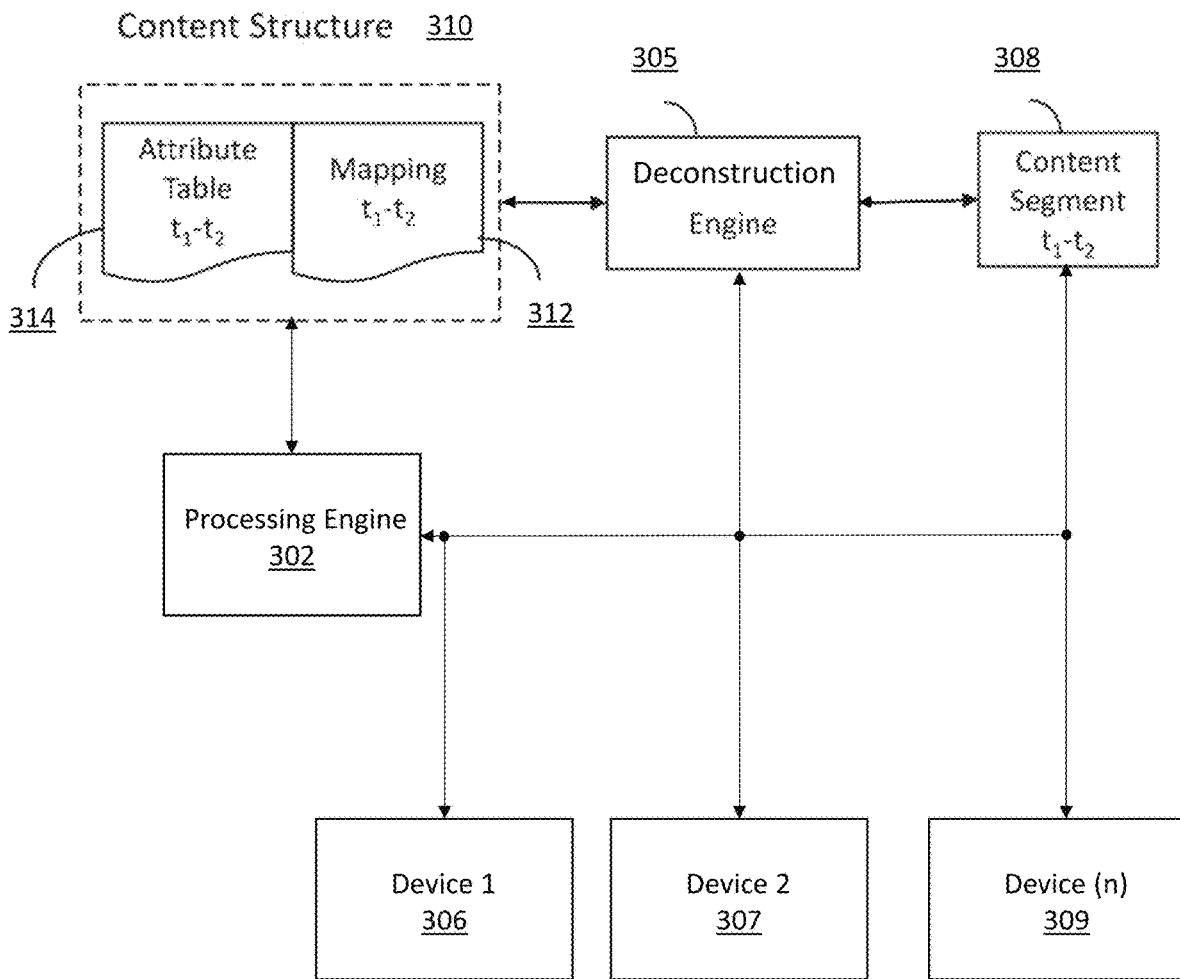 Content Structure 310
305
308
Attribute
Table
t₁-t₂
Mapping
t₁-t₂
Deconstruction
Engine
Content
Segment
t₁-t₂
314
312
Processing Engine
302
Device 1
306
Device 2
307
Device (n)
309